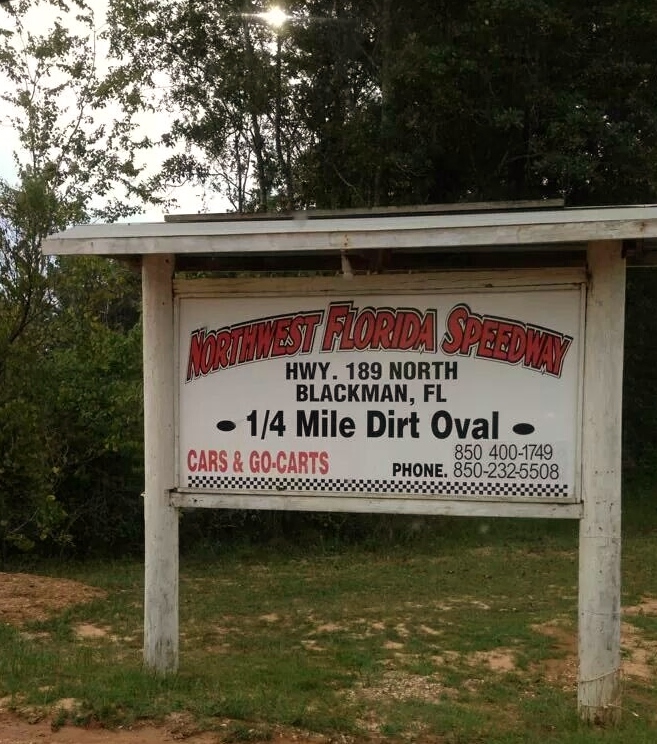 NORTHWEST FLORIDA SPEEDWAY
HWY. 189 NORTH
BLACKMAN, FL
1/4 Mile Dirt Oval
CARS & GO-CARTS
850 400-1749
PHONE. 850-232-5508